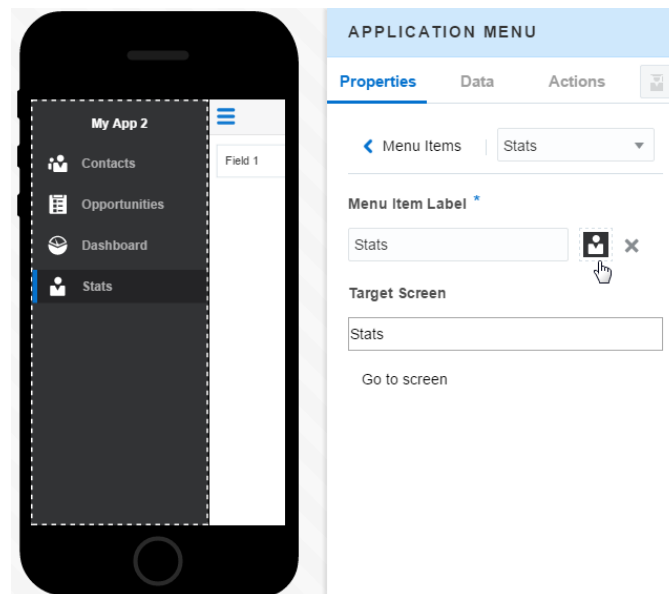 My App 2
Contacts
Opportunities
Dashboard
Stats
Field 1
APPLICATION MENU
Properties Data Actions
Menu Items Stats
Menu Item Label *
Stats
Target Screen
Stats
Go to screen